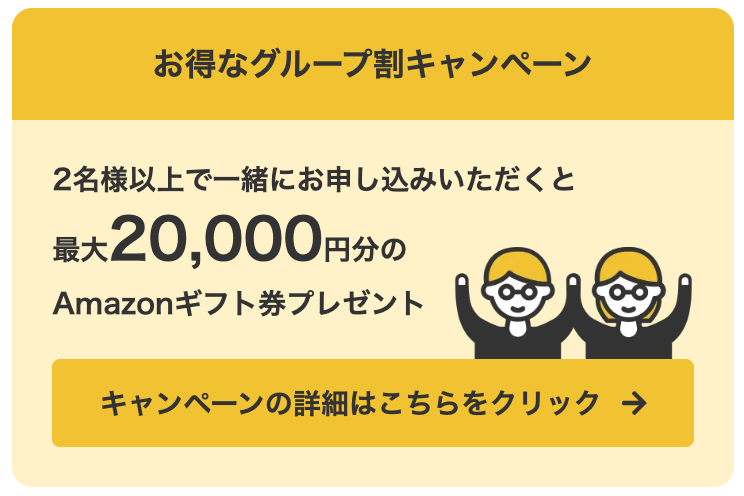 お得なグループ割キャンペーン
2名様以上で一緒にお申し込みいただくと
最大20,000円分の
Amazonギフト券プレゼント
キャンペーンの詳細はこちらをクリック →